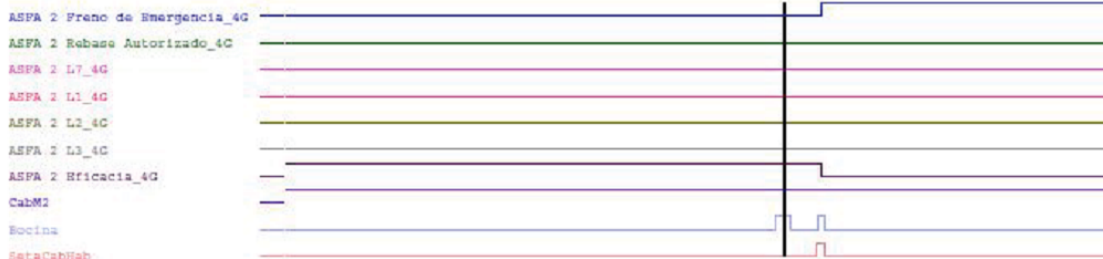 ASFA 2 Freno de Emergencia_4G
ASFA 2 Rebase Autorizado_4G
ASFA 2 L7_4G
ASFA 2 L1_4G
ASFA 2 L2_4G
ASFA 2 L3_4G
ASFA 2 Eficacia_4G
CabM2
Bocina
SetaCabHab